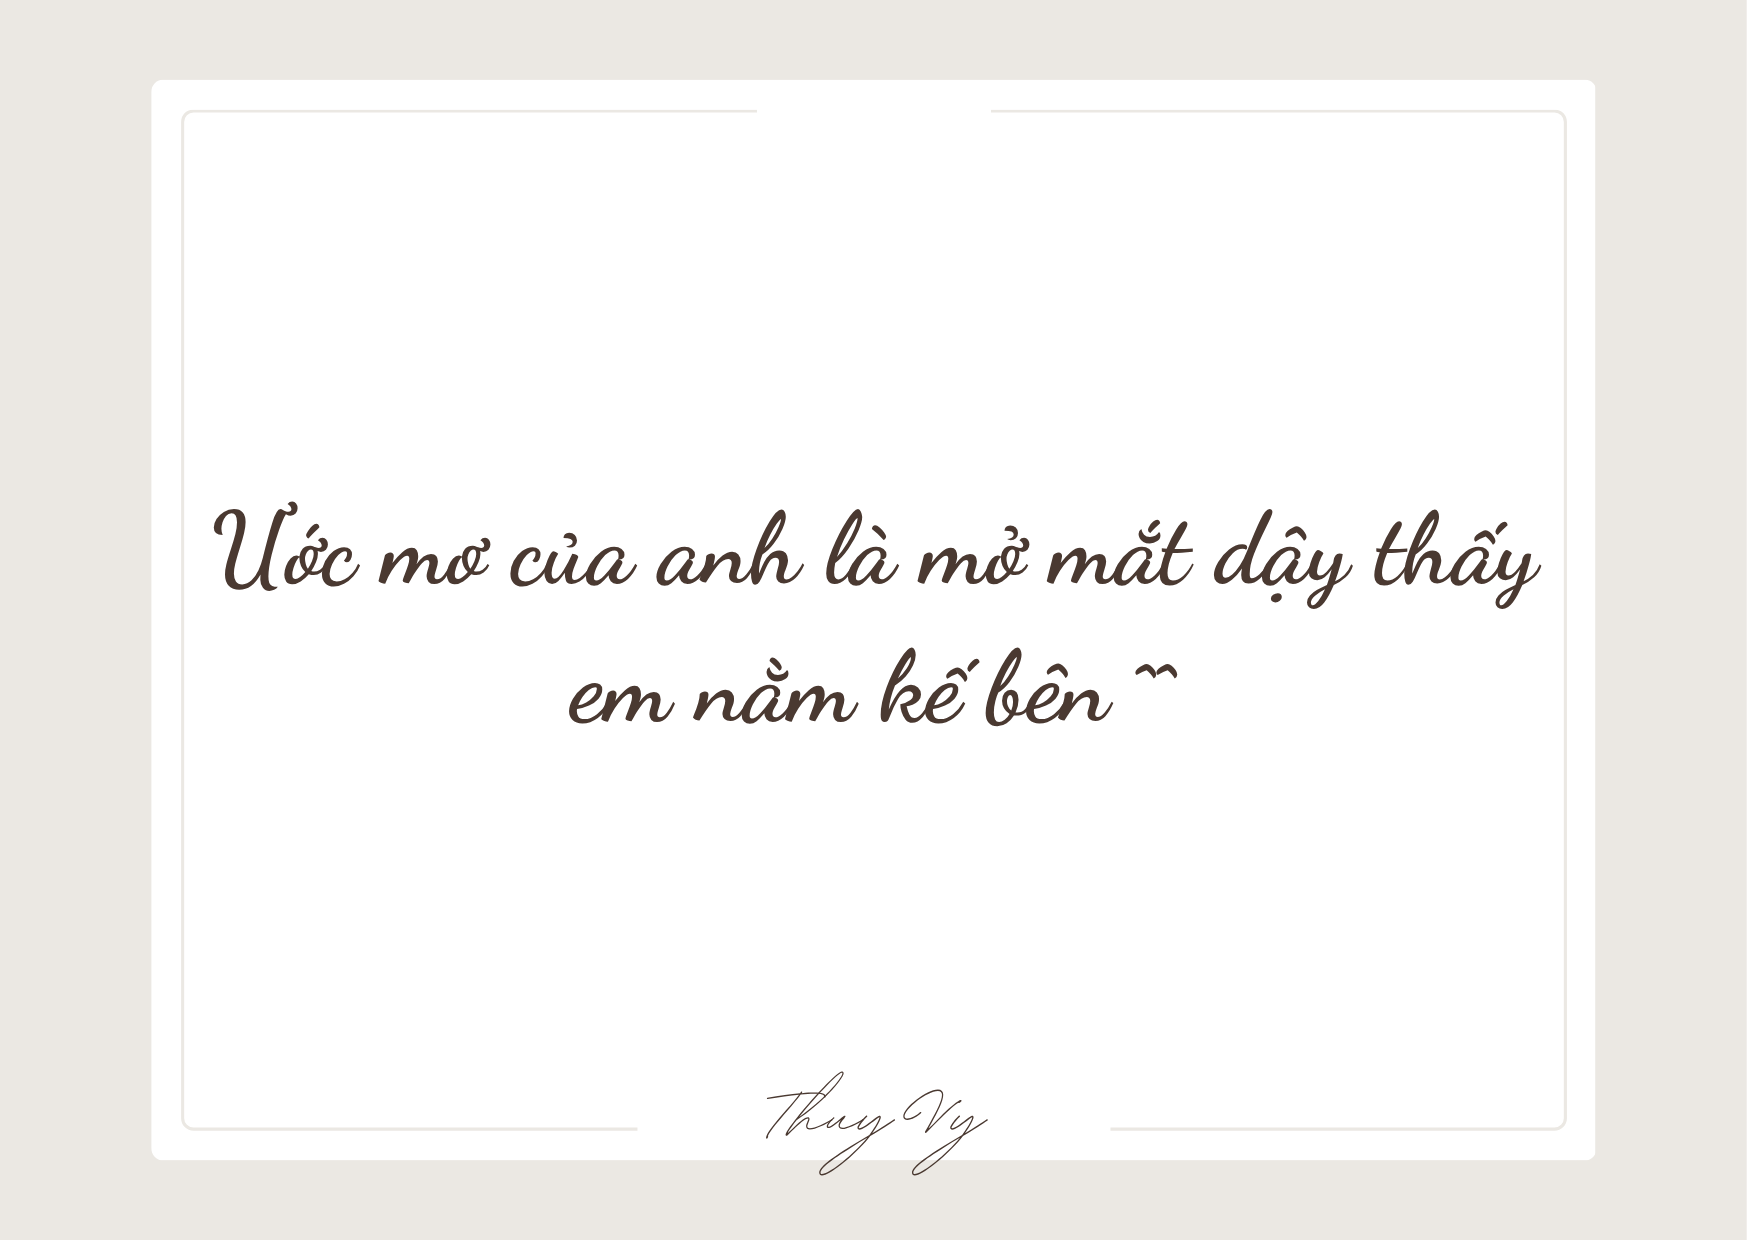 Ước mơ của anh là mở mắt dậy thấy
em nằm kế bên ^^
Thuy Vy